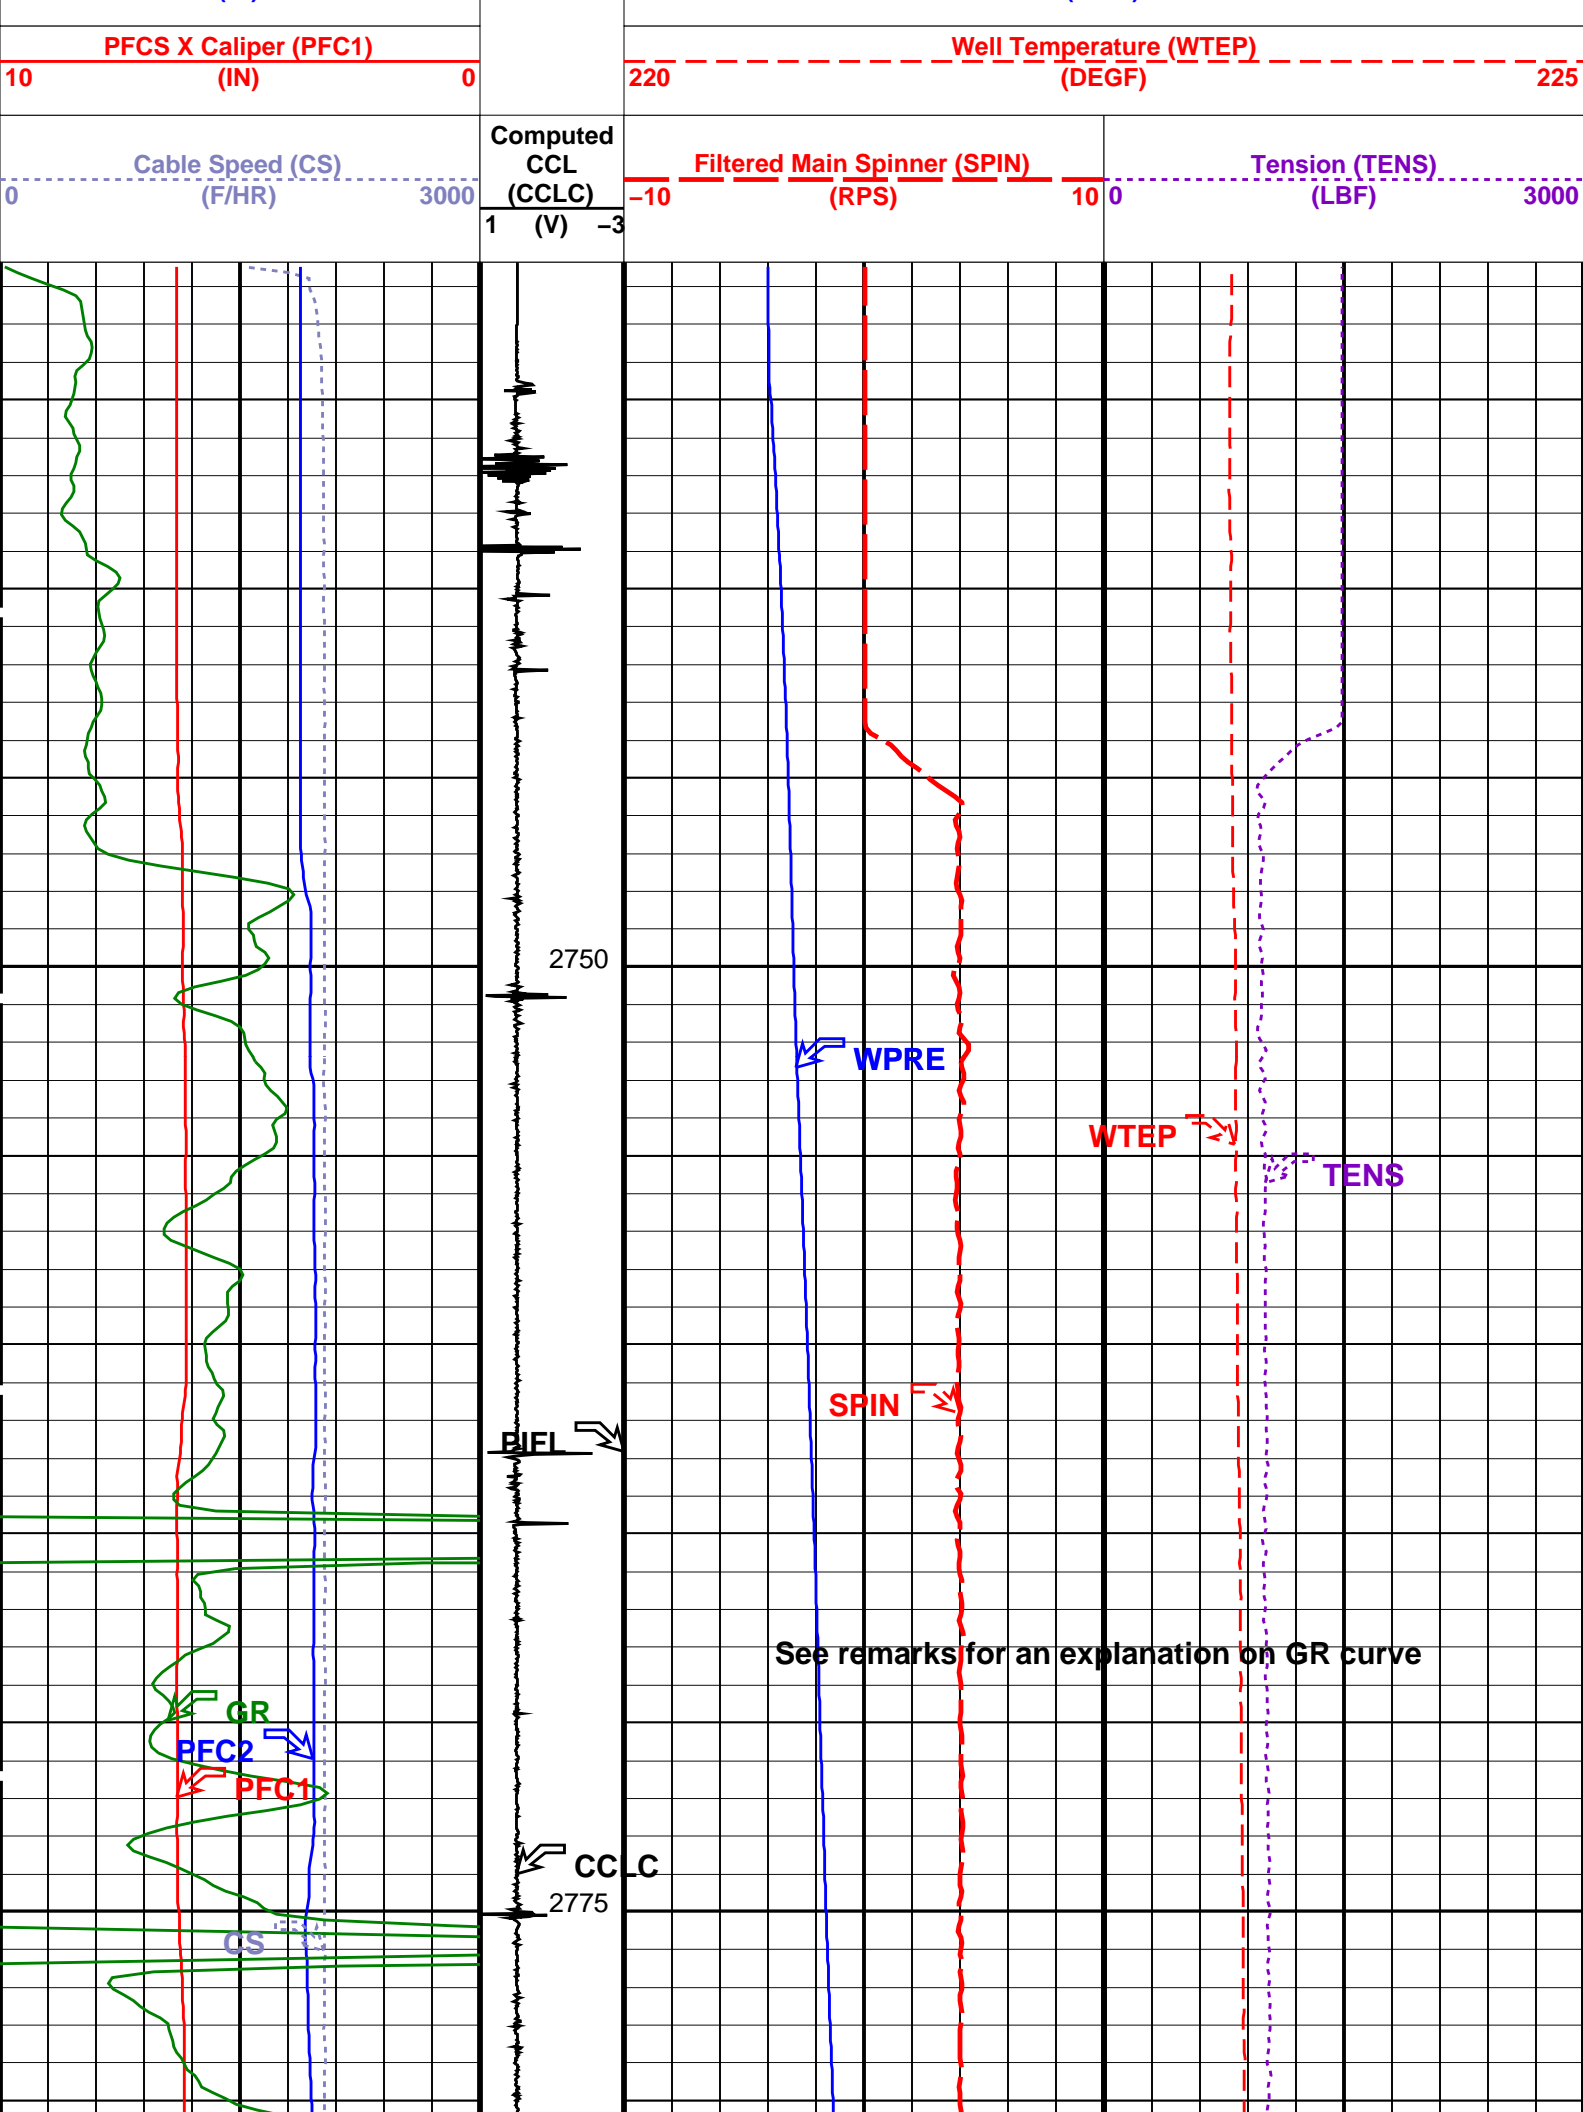 PFCS X Caliper (PFC1)
10 (IN) 0
Well Temperature (WTEP)
220 (DEGF) 225
Cable Speed (CS)
0 (F/HR) 3000
Computed
CCL
(CCLC)
1 (V) −3
Filtered Main Spinner (SPIN)
−10 (RPS) 10
Tension (TENS)
0 (LBF) 3000
2750
WPRE
WTEP
TENS
SPIN
PIFL
See remarks for an explanation on GR curve
GR
PFC2
PFC1
CCLC
2775
CS